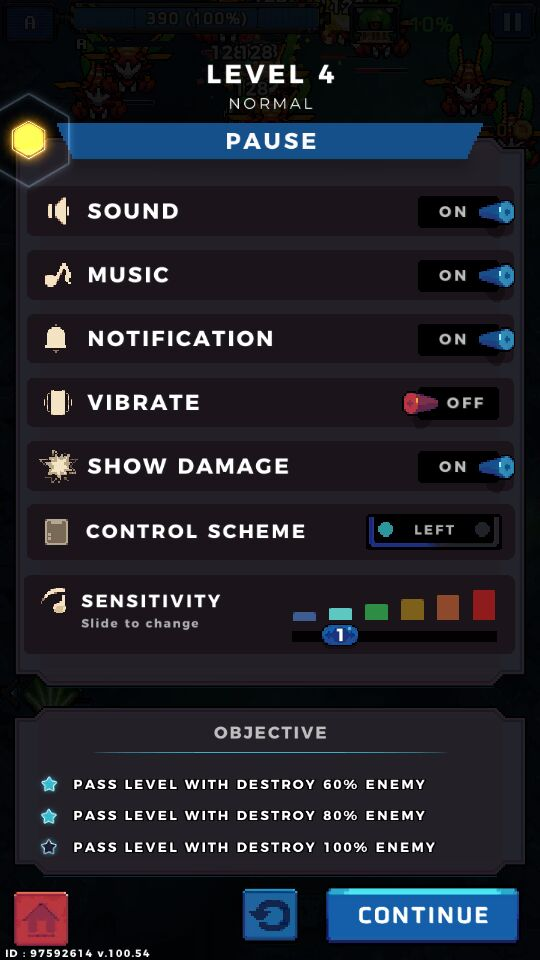 A
390 (100%)
10%
A
LEVEL 4
NORMAL
PAUSE
SOUND
ON
MUSIC
ON
NOTIFICATION
ON
VIBRATE
OFF
SHOW DAMAGE
ON
CONTROL SCHEME
LEFT
SENSITIVITY
Slide to change
1
OBJECTIVE
PASS LEVEL WITH DESTROY 60% ENEMY
PASS LEVEL WITH DESTROY 80% ENEMY
PASS LEVEL WITH DESTROY 100% ENEMY
CONTINUE
ID : 97592614 v.100.54